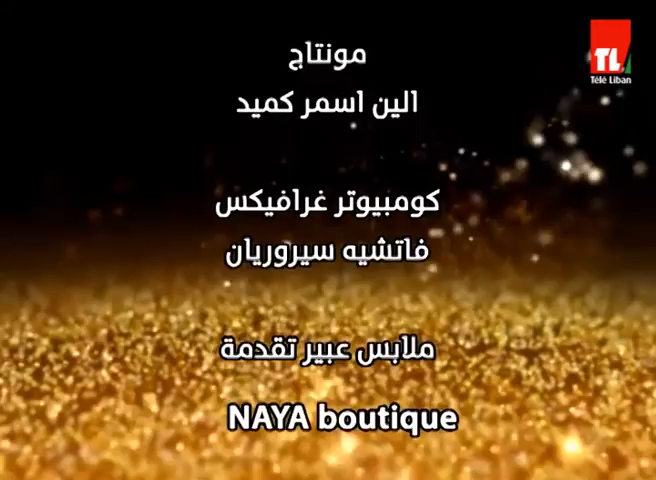 TL
Télé Liban
مونتاج
الين اسمر كميد
كومبيوتر غرافيكس
فاتشيه سيروريان
ملابس عبير تقدمة
NAYA boutique